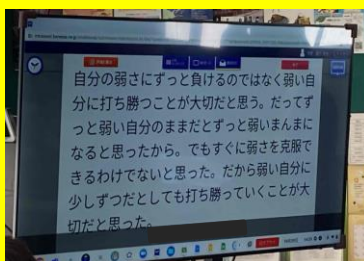 自分の弱さにずっと負けるのではなく弱い自
分に打ち勝つことが大切だと思う。だってず
っと弱い自分のままだとずっと弱いまんまに
なると思ったから。でもすぐに弱さを克服で
きるわけでないと思った。だから弱い自分に
少しずつだとしても打ち勝っていくことが大
切だと思った。